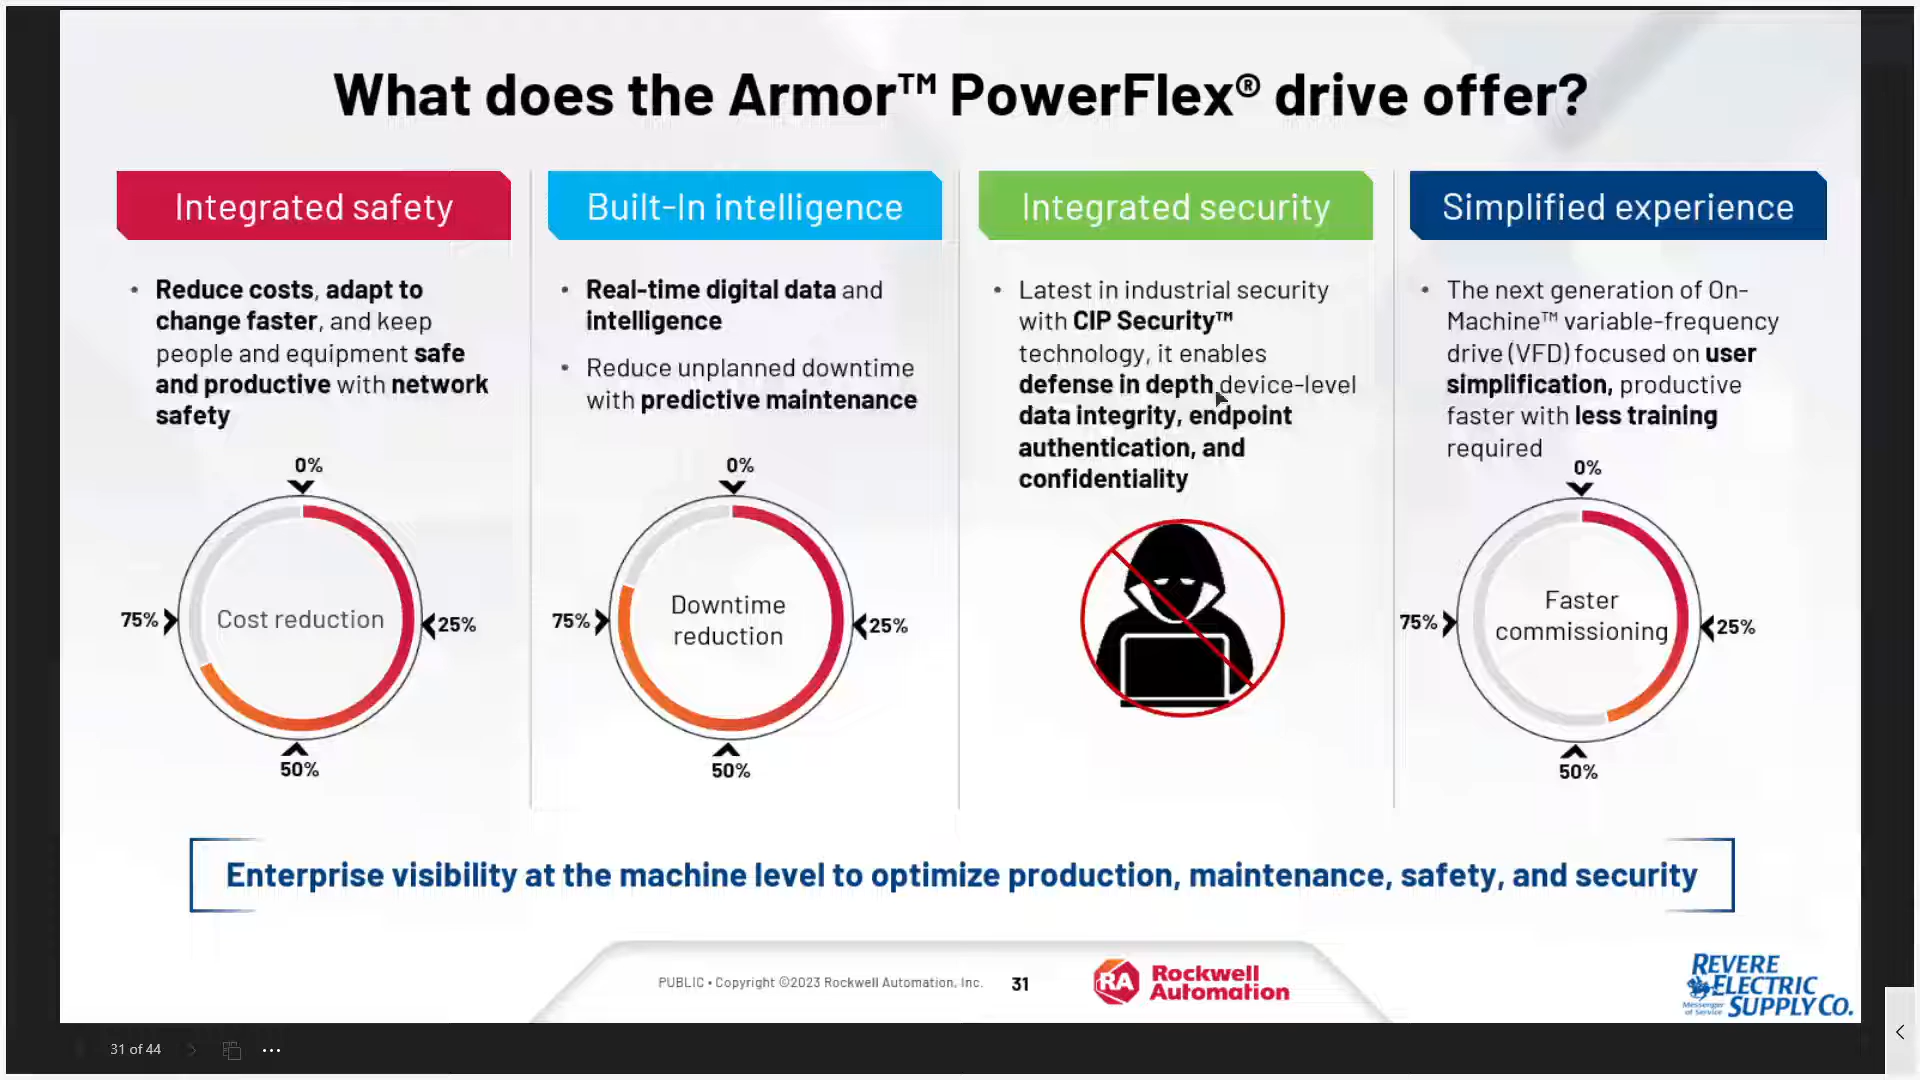 What does the Armor™ PowerFlex® drive offer?
Integrated safety
• Reduce costs, adapt to
change faster, and keep
people and equipment safe
and productive with network
safety
0%
75%
Cost reduction
25%
50%
Built-In intelligence
• Real-time digital data and
intelligence
• Reduce unplanned downtime
with predictive maintenance
0%
75%
Downtime
reduction
25%
50%
Integrated security
• Latest in industrial security
with CIP Security™
technology, it enables
defense in depth device-level
data integrity, endpoint
authentication, and
confidentiality
Simplified experience
• The next generation of On-
Machine™ variable-frequency
drive (VFD) focused on user
simplification, productive
faster with less training
required
0%
75%
Faster
commissioning
25%
50%
Enterprise visibility at the machine level to optimize production, maintenance, safety, and security
PUBLIC • Copyright ©2023 Rockwell Automation, Inc.
31
RA
Rockwell
Automation
REVERE
ELECTRIC
SUPPLY CO.
Messenger
of Service
31 of 44